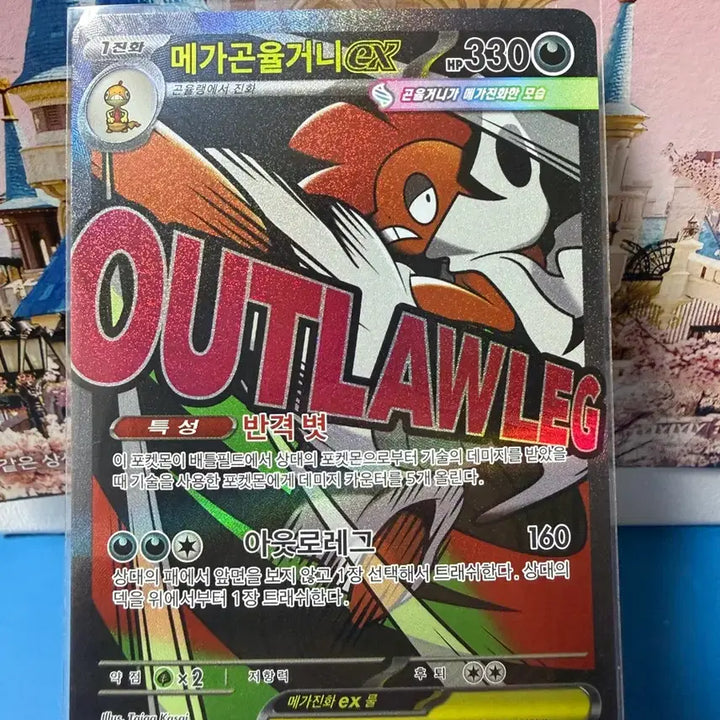 1진화
메가곤율거니ex
HP330
곤율랭에서 진화
곤율거니가 메가진화한 모습
OUTLAW LEG
특성 반격 볏
이 포켓몬이 배틀필드에서 상대의 포켓몬으로부터 기술의 데미지를 받았을
때 기술을 사용한 포켓몬에게 데미지 카운터를 5개 올린다.
아웃로레그 160
상대의 패에서 앞면을 보지 않고 1장 선택해서 트래쉬한다. 상대의
덱을 위에서부터 1장 트래쉬한다.
약점 ×2 저항력 후퇴
메가진화 ex 룰
Illus. Taiga Kasai